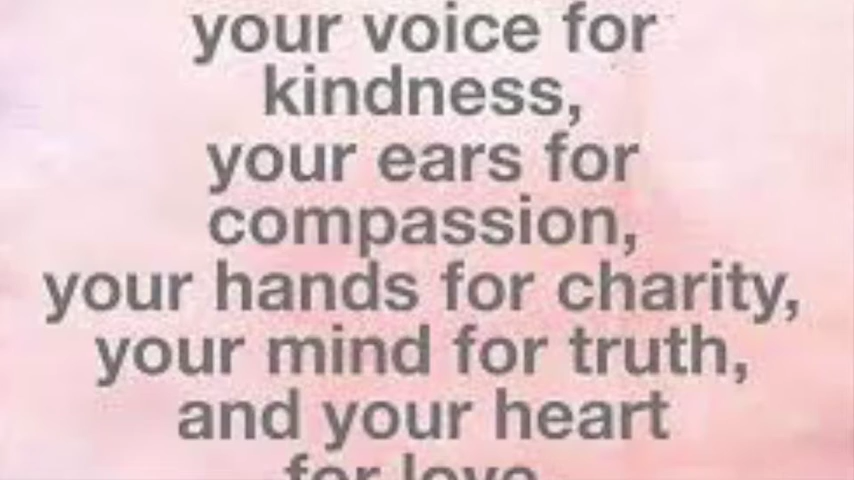 your voice for
kindness,
your ears for
compassion,
your hands for charity,
your mind for truth,
and your heart
for love